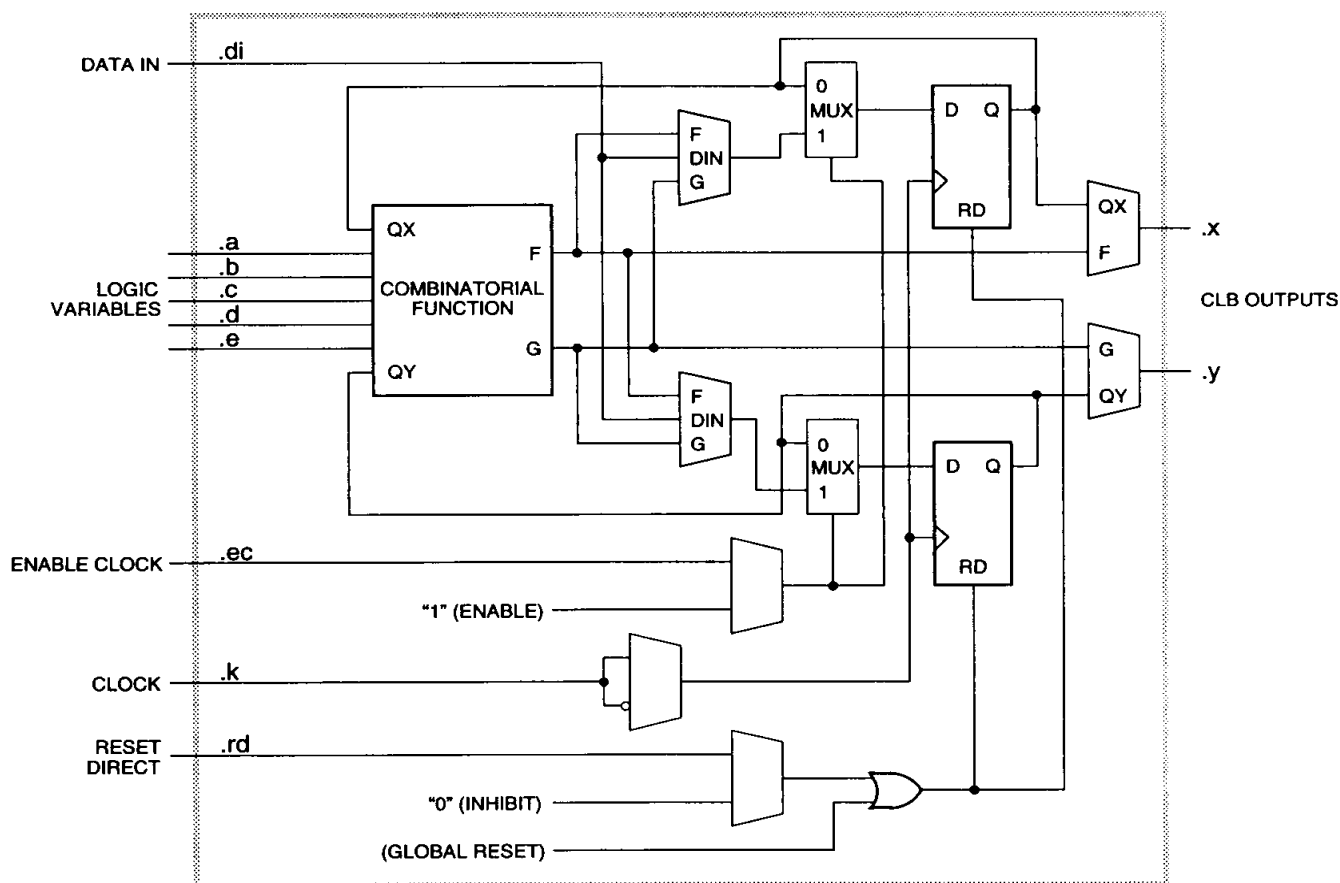 DATA IN
.di
0
MUX
1
D Q
RD
F
DIN
G
QX
F
.x
QX
F
COMBINATORIAL
FUNCTION
G
QY
.a
.b
LOGIC
VARIABLES
.c
.d
.e
CLB OUTPUTS
G
QY
.y
F
DIN
G
0
MUX
1
D Q
RD
ENABLE CLOCK
.ec
"1" (ENABLE)
CLOCK
.k
RESET
DIRECT
.rd
"0" (INHIBIT)
(GLOBAL RESET)